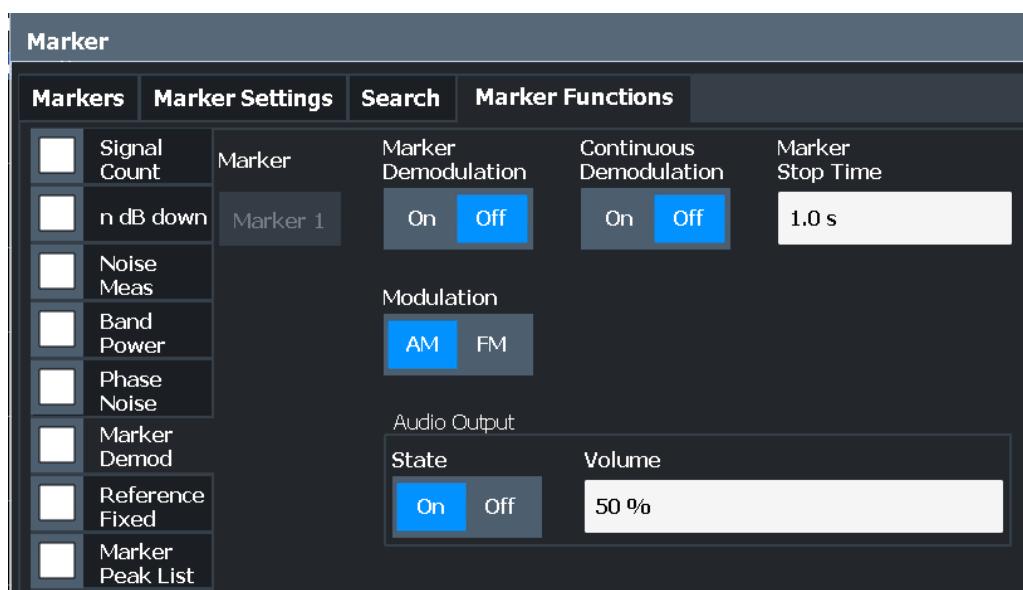 Marker
Markers Marker Settings Search Marker Functions
Signal
Count
n dB down
Noise
Meas
Band
Power
Phase
Noise
Marker
Demod
Reference
Fixed
Marker
Peak List
Marker
Marker 1
Marker
Demodulation
On Off
Continuous
Demodulation
On Off
Marker
Stop Time
1.0 s
Modulation
AM FM
Audio Output
State
On Off
Volume
50 %